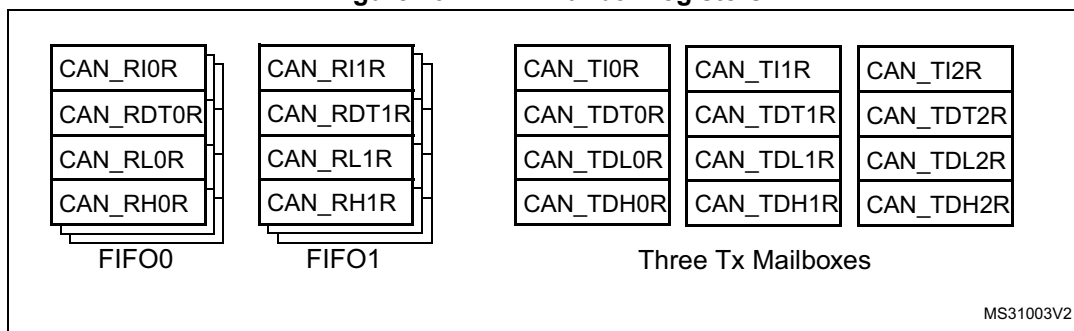 CAN_RI0R CAN_RI1R CAN_TI0R CAN_TI1R CAN_TI2R
CAN_RDT0R CAN_RDT1R CAN_TDT0R CAN_TDT1R CAN_TDT2R
CAN_RL0R CAN_RL1R CAN_TDL0R CAN_TDL1R CAN_TDL2R
CAN_RH0R CAN_RH1R CAN_TDH0R CAN_TDH1R CAN_TDH2R
FIFO0 FIFO1 Three Tx Mailboxes
MS31003V2